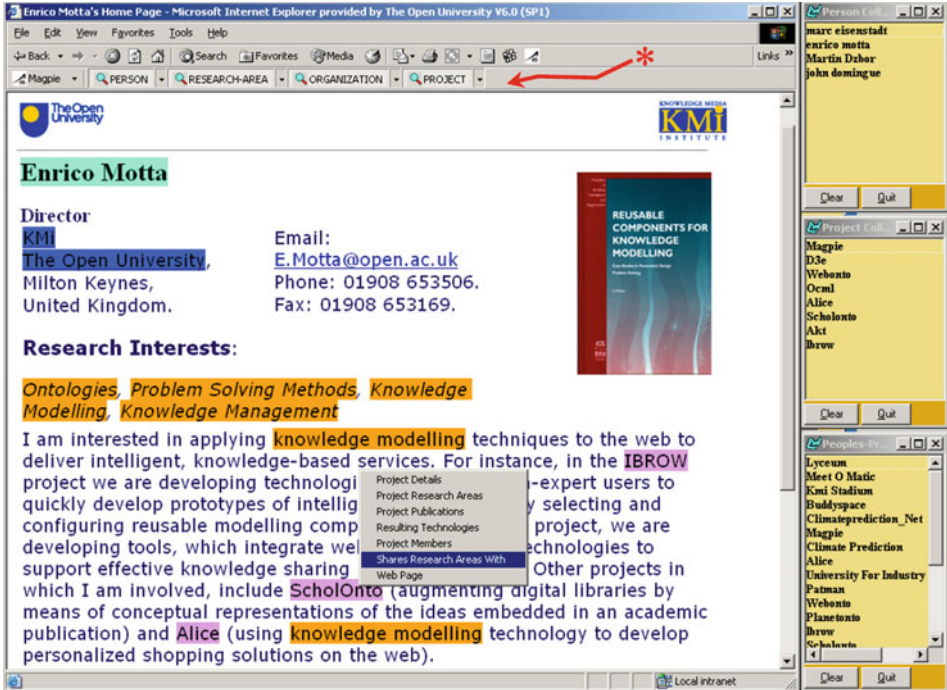 Enrico Motta's Home Page - Microsoft Internet Explorer provided by The Open University V6.0 (SP1)
File Edit View Favorites Tools Help
Back Search Favorites Media Links »
Magpie PERSON RESEARCH-AREA ORGANIZATION PROJECT *
The Open
University
KNOWLEDGE MEDIA
KMi
INSTITUTE
Enrico Motta
Director
KMi
The Open University,
Milton Keynes,
United Kingdom.
Email:
E.Motta@open.ac.uk
Phone: 01908 653506.
Fax: 01908 653169.
REUSABLE
COMPONENTS FOR
KNOWLEDGE
MODELLING
Research Interests:
Ontologies, Problem Solving Methods, Knowledge
Modelling, Knowledge Management
I am interested in applying knowledge modelling techniques to the web to
deliver intelligent, knowledge-based services. For instance, in the IBROW
project we are developing technologi n-expert users to
quickly develop prototypes of intellig y selecting and
configuring reusable modelling comp project, we are
developing tools, which integrate we echnologies to
support effective knowledge sharing Other projects in
which I am involved, include ScholOnto (augmenting digital libraries by
means of conceptual representations of the ideas embedded in an academic
publication) and Alice (using knowledge modelling technology to develop
personalized shopping solutions on the web).
Project Details
Project Research Areas
Project Publications
Resulting Technologies
Project Members
Shares Research Areas With
Web Page
Local intranet
Person Coll...
marc eisenstadt
enrico motta
Martin Dzbor
john domingue
Clear Quit
Project Coll...
Magpie
D3e
Webonto
Ocml
Alice
Scholonto
Akt
Ibrow
Clear Quit
Peoples-Pr...
Lyceum
Meet O Matic
Kmi Stadium
Buddyspace
Climateprediction_Net
Magpie
Climate Prediction
Alice
University For Industry
Patman
Webonto
Planetonto
Ibrow
Scholonto
Clear Quit